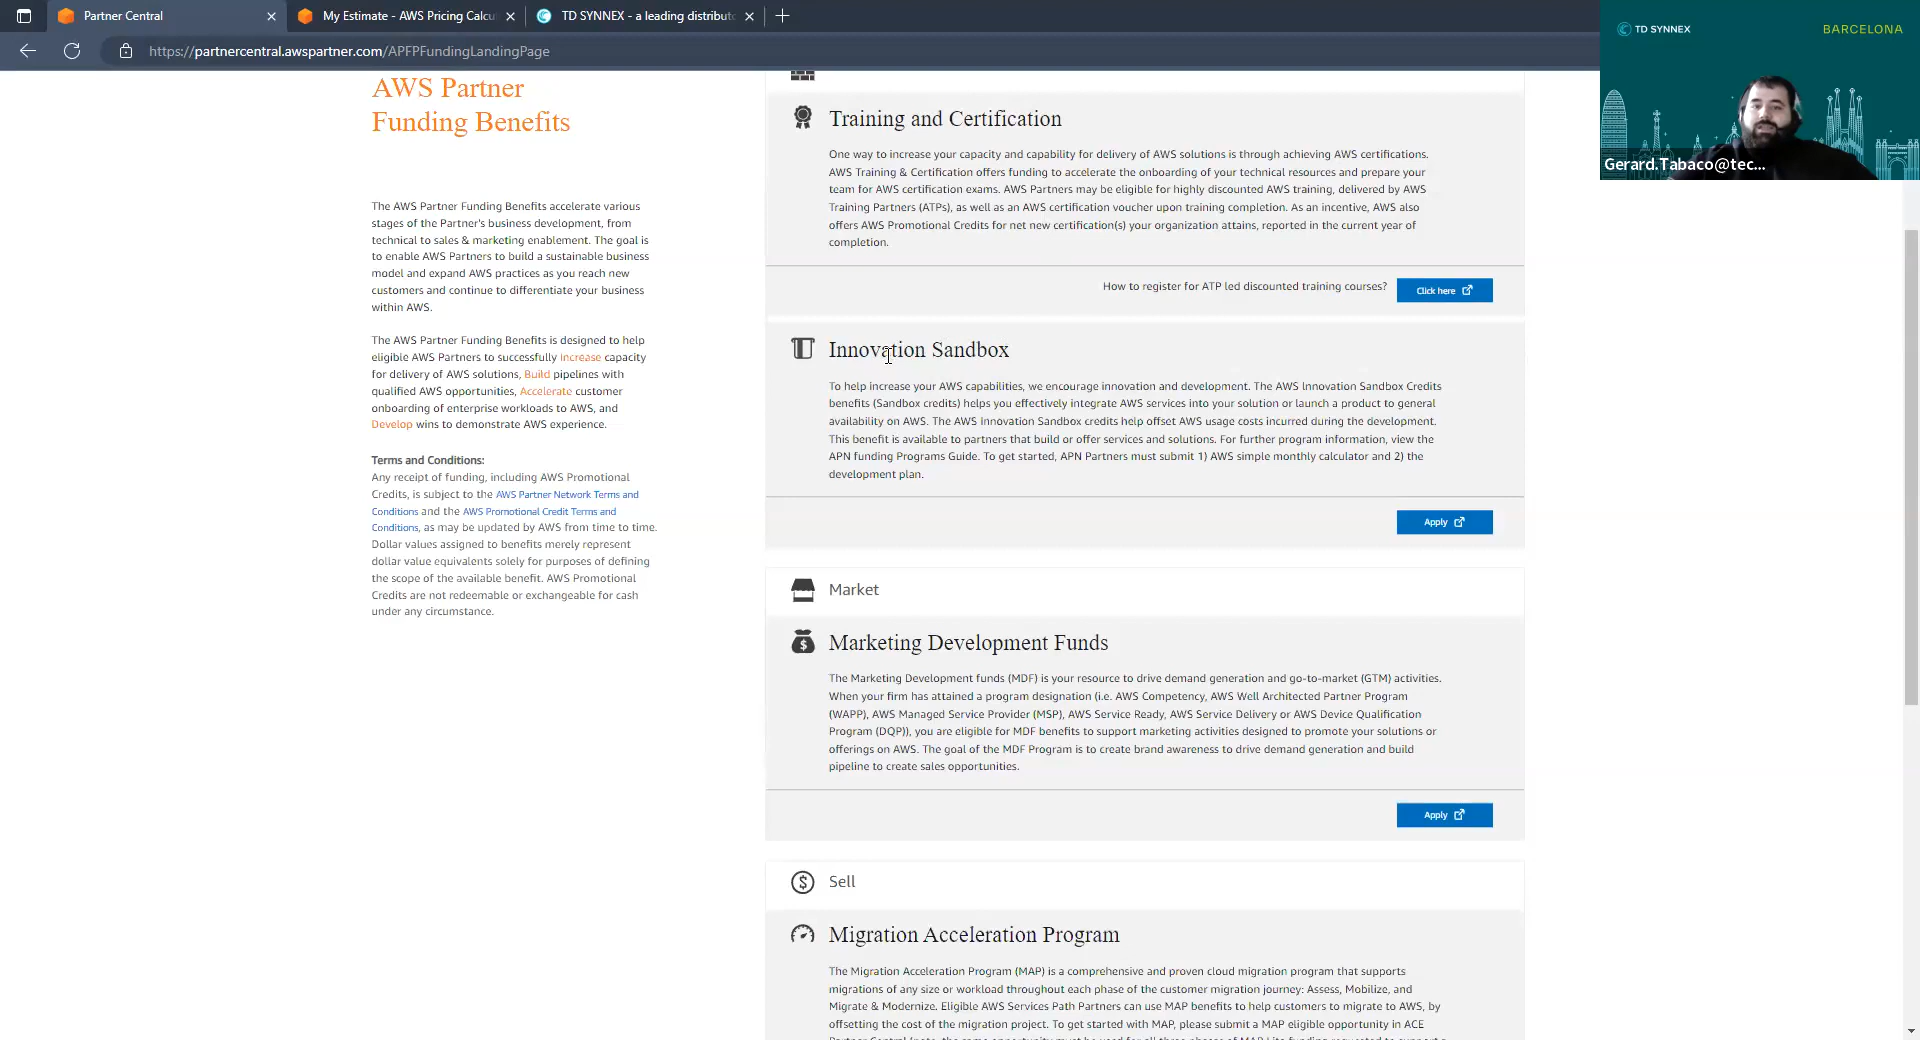 Partner Central
My Estimate - AWS Pricing Calcu
TD SYNNEX - a leading distributo
https://partnercentral.awspartner.com/APFPFundingLandingPage
TD SYNNEX
BARCELONA
Gerard.Tabaco@tec...
AWS Partner
Funding Benefits
The AWS Partner Funding Benefits accelerate various
stages of the Partner's business development, from
technical to sales & marketing enablement. The goal is
to enable AWS Partners to build a sustainable business
model and expand AWS practices as you reach new
customers and continue to differentiate your business
within AWS.
The AWS Partner Funding Benefits is designed to help
eligible AWS Partners to successfully Increase capacity
for delivery of AWS solutions, Build pipelines with
qualified AWS opportunities, Accelerate customer
onboarding of enterprise workloads to AWS, and
Develop wins to demonstrate AWS experience.
Terms and Conditions:
Any receipt of funding, including AWS Promotional
Credits, is subject to the AWS Partner Network Terms and
Conditions and the AWS Promotional Credit Terms and
Conditions, as may be updated by AWS from time to time.
Dollar values assigned to benefits merely represent
dollar value equivalents solely for purposes of defining
the scope of the available benefit. AWS Promotional
Credits are not redeemable or exchangeable for cash
under any circumstance.
Training and Certification
One way to increase your capacity and capability for delivery of AWS solutions is through achieving AWS certifications.
AWS Training & Certification offers funding to accelerate the onboarding of your technical resources and prepare your
team for AWS certification exams. AWS Partners may be eligible for highly discounted AWS training, delivered by AWS
Training Partners (ATPs), as well as an AWS certification voucher upon training completion. As an incentive, AWS also
offers AWS Promotional Credits for net new certification(s) your organization attains, reported in the current year of
completion.
How to register for ATP led discounted training courses?
Click here
Innovation Sandbox
To help increase your AWS capabilities, we encourage innovation and development. The AWS Innovation Sandbox Credits
benefits (Sandbox credits) helps you effectively integrate AWS services into your solution or launch a product to general
availability on AWS. The AWS innovation Sandbox credits help offset AWS usage costs incurred during the development.
This benefit is available to partners that build or offer services and solutions. For further program information, view the
APN funding Programs Guide. To get started, APN Partners must submit 1) AWS simple monthly calculator and 2) the
development plan.
Apply
Market
Marketing Development Funds
The Marketing Development funds (MDF) is your resource to drive demand generation and go-to-market (GTM) activities.
When your firm has attained a program designation (i.e. AWS Competency, AWS Well Architected Partner Program
(WAPP), AWS Managed Service Provider (MSP), AWS Service Ready, AWS Service Delivery or AWS Device Qualification
Program (DQP)), you are eligible for MDF benefits to support marketing activities designed to promote your solutions or
offerings on AWS. The goal of the MDF Program is to create brand awareness to drive demand generation and build
pipeline to create sales opportunities.
Apply
Sell
Migration Acceleration Program
The Migration Acceleration Program (MAP) is a comprehensive and proven cloud migration program that supports
migrations of any size or workload throughout each phase of the customer migration journey: Assess, Mobilize, and
Migrate & Modernize. Eligible AWS Services Path Partners can use MAP benefits to help customers to migrate to AWS, by
offsetting the cost of the migration project. To get started with MAP, please submit a MAP eligible opportunity in ACE